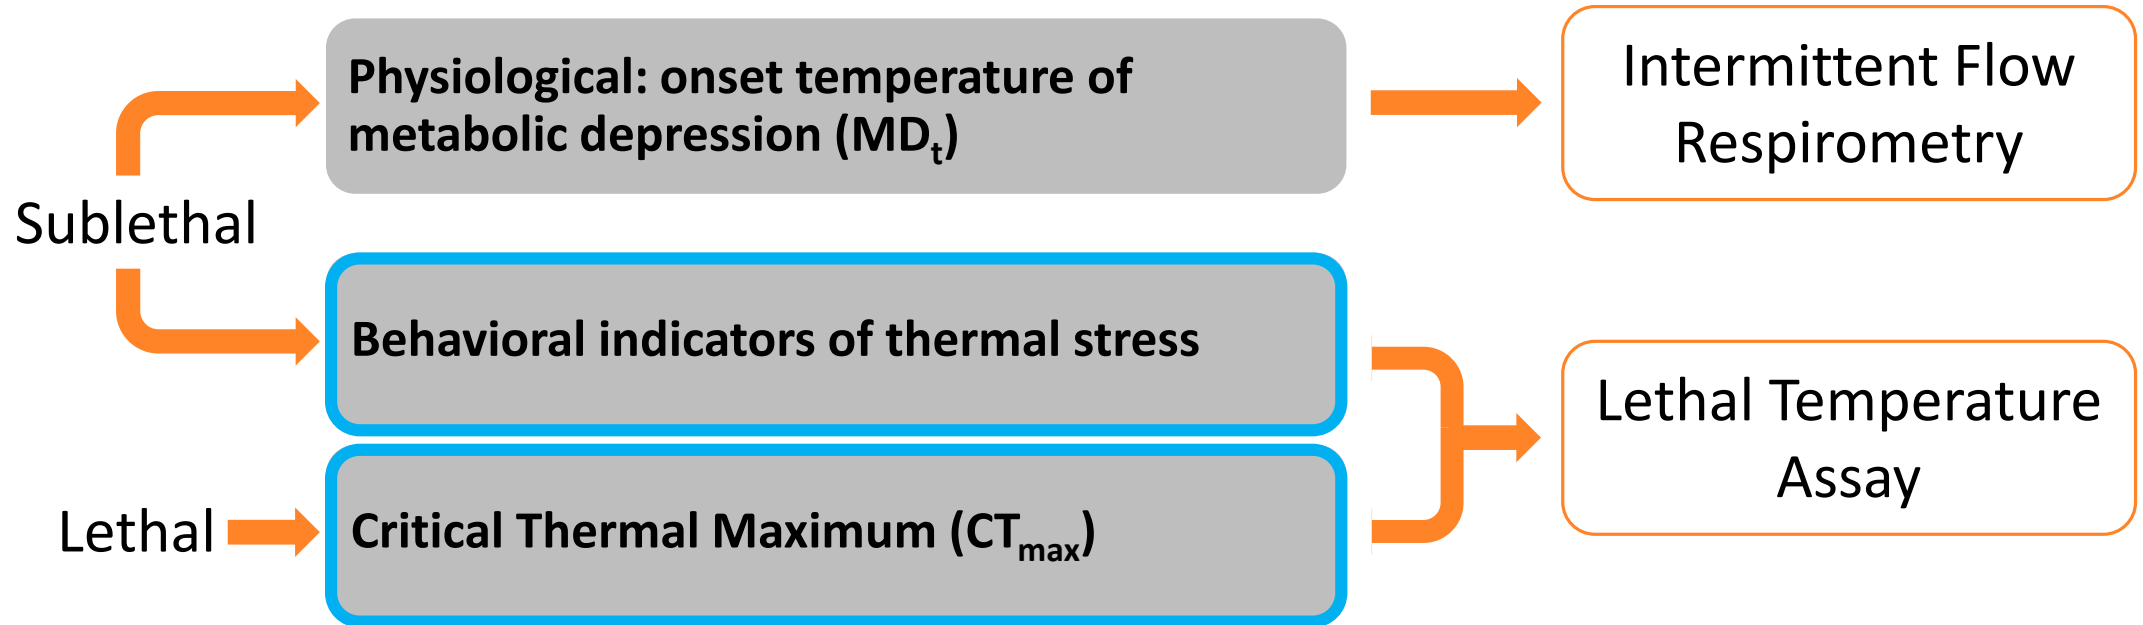 Sublethal
Physiological: onset temperature of
metabolic depression (MDt)
Intermittent Flow
Respirometry
Behavioral indicators of thermal stress
Lethal
Critical Thermal Maximum (CTmax)
Lethal Temperature
Assay